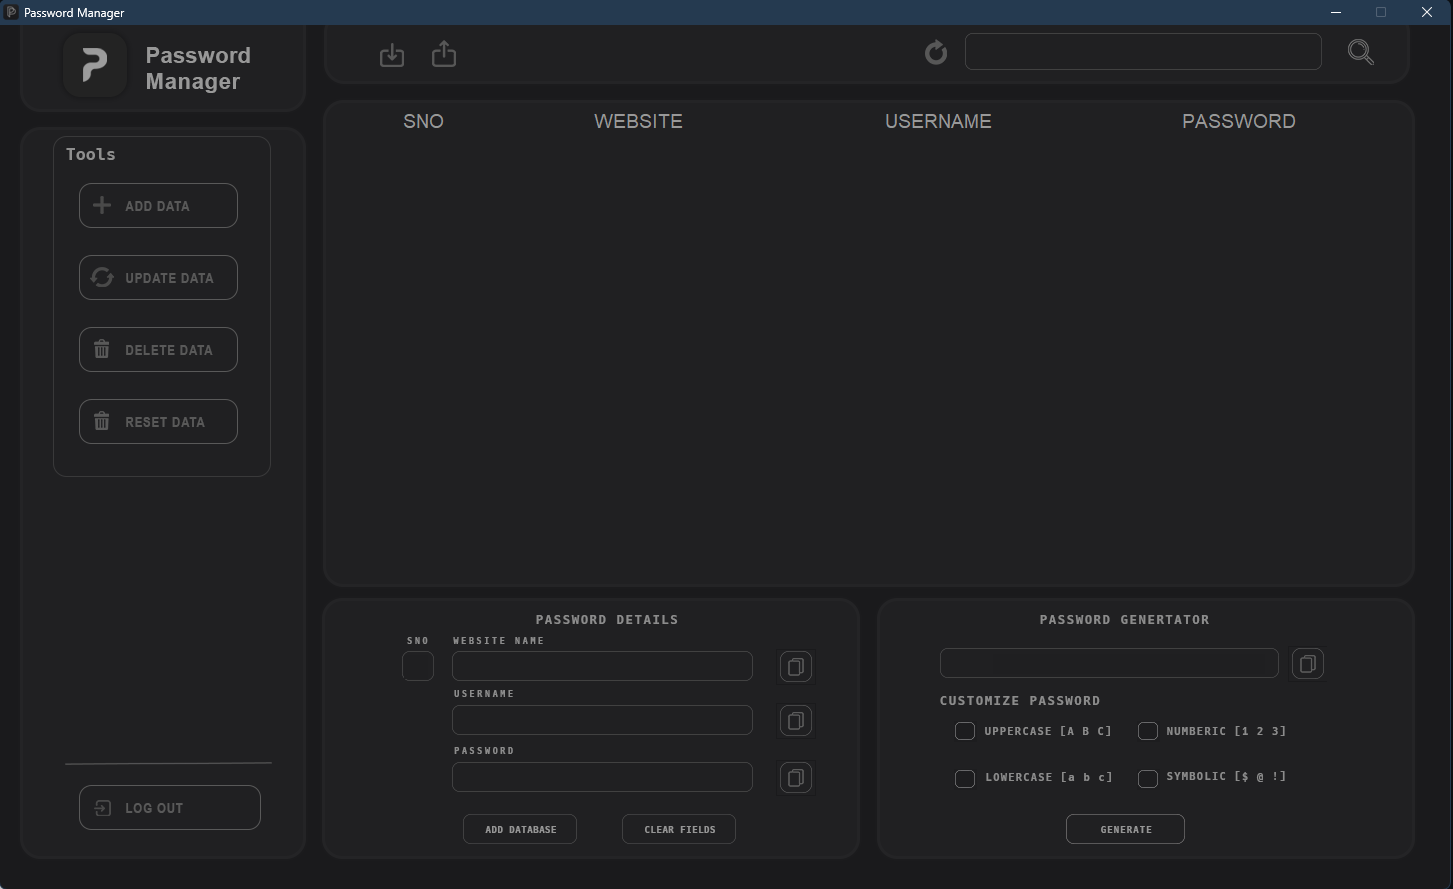 Password Manager
Password
Manager
SNO WEBSITE USERNAME PASSWORD
Tools
ADD DATA
UPDATE DATA
DELETE DATA
RESET DATA
LOG OUT
PASSWORD DETAILS
SNO WEBSITE NAME
USERNAME
PASSWORD
ADD DATABASE CLEAR FIELDS
PASSWORD GENERTATOR
CUSTOMIZE PASSWORD
UPPERCASE [A B C] NUMBERIC [1 2 3]
LOWERCASE [a b c] SYMBOLIC [$ @ !]
GENERATE